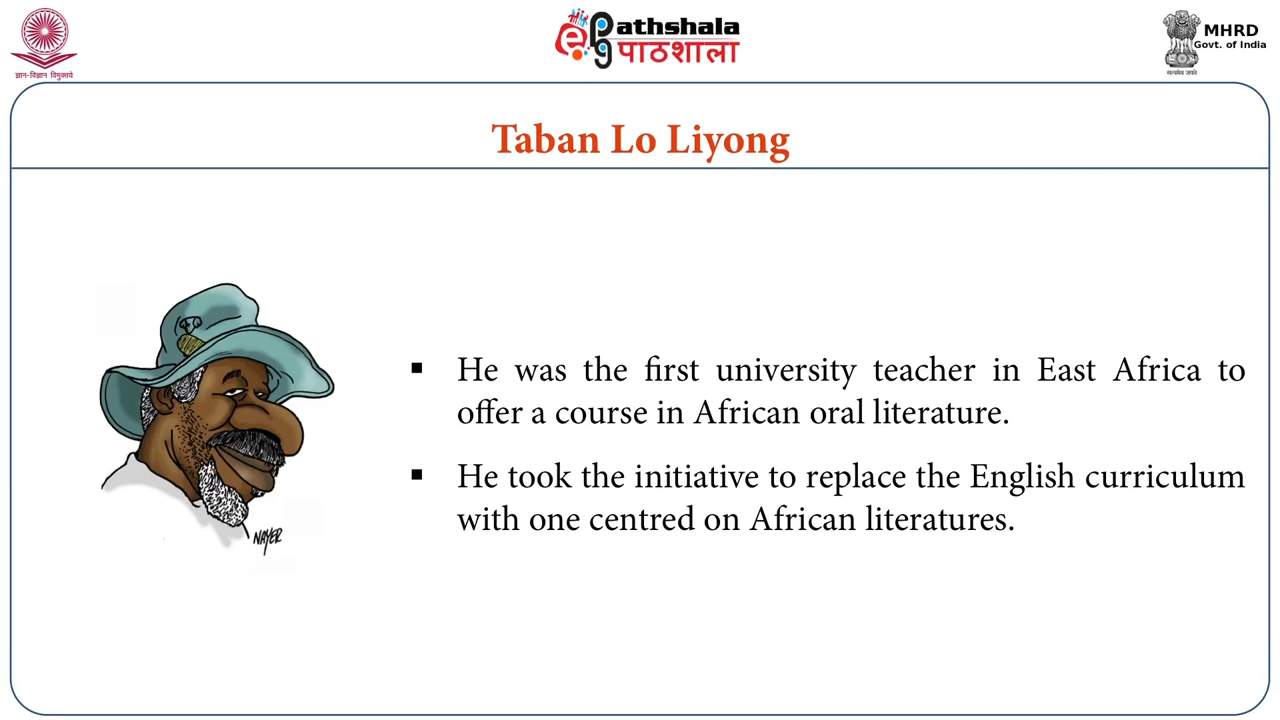 ज्ञान-विज्ञान विमुक्तये
ePathshala
पाठशाला
MHRD
Govt. of India
सत्यमेव जयते
Taban Lo Liyong
▪ He was the first university teacher in East Africa to
offer a course in African oral literature.
▪ He took the initiative to replace the English curriculum
with one centred on African literatures.
NAYER